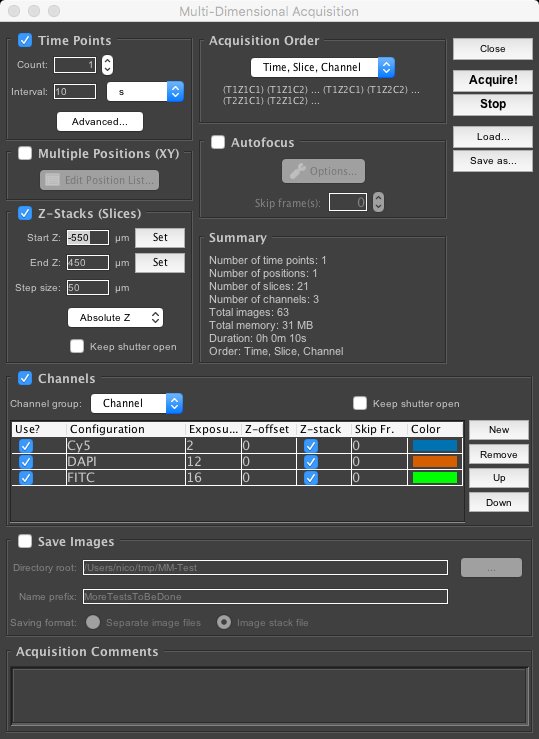 Multi-Dimensional Acquisition
Time Points
Count: 1
Interval: 10 s
Advanced...
Multiple Positions (XY)
Edit Position List...
Z-Stacks (Slices)
Start Z: -550 µm Set
End Z: 450 µm Set
Step size: 50 µm
Absolute Z
Keep shutter open
Acquisition Order
Time, Slice, Channel
(T1Z1C1) (T1Z1C2) ... (T1Z2C1) (T1Z2C2) ...
(T2Z1C1) (T2Z1C2) ...
Autofocus
Options...
Skip frame(s): 0
Summary
Number of time points: 1
Number of positions: 1
Number of slices: 21
Number of channels: 3
Total images: 63
Total memory: 31 MB
Duration: 0h 0m 10s
Order: Time, Slice, Channel
Close
Acquire!
Stop
Load...
Save as...
Channels
Channel group: Channel Keep shutter open
Use? Configuration Exposu... Z-offset Z-stack Skip Fr. Color
Cy5 2 0 0
DAPI 12 0 0
FITC 16 0 0
New
Remove
Up
Down
Save Images
Directory root: /Users/nico/tmp/MM-Test ...
Name prefix: MoreTestsToBeDone
Saving format: Separate image files Image stack file
Acquisition Comments